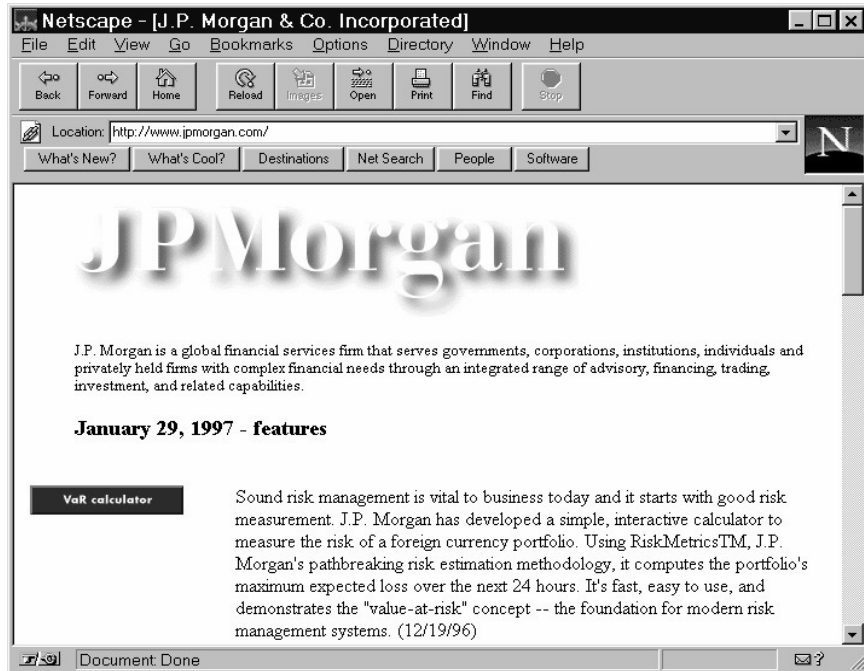 Netscape - [J.P. Morgan & Co. Incorporated]
File Edit View Go Bookmarks Options Directory Window Help
Back Forward Home Reload Images Open Print Find Stop
Location: http://www.jpmorgan.com/
N
What's New? What's Cool? Destinations Net Search People Software
JPMorgan
J.P. Morgan is a global financial services firm that serves governments, corporations, institutions, individuals and
privately held firms with complex financial needs through an integrated range of advisory, financing, trading,
investment, and related capabilities.
January 29, 1997 - features
VaR calculator
Sound risk management is vital to business today and it starts with good risk
measurement. J.P. Morgan has developed a simple, interactive calculator to
measure the risk of a foreign currency portfolio. Using RiskMetricsTM, J.P.
Morgan's pathbreaking risk estimation methodology, it computes the portfolio's
maximum expected loss over the next 24 hours. It's fast, easy to use, and
demonstrates the "value-at-risk" concept -- the foundation for modern risk
management systems. (12/19/96)
Document: Done
?